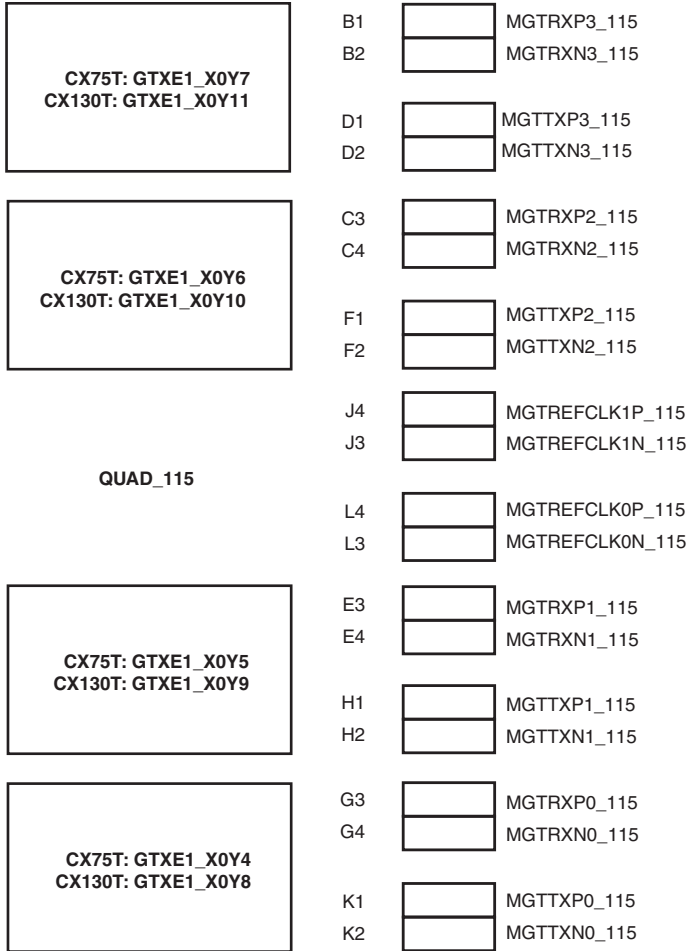 B1 MGTRXP3_115
B2 MGTRXN3_115
CX75T: GTXE1_X0Y7
CX130T: GTXE1_X0Y11
D1 MGTTXP3_115
D2 MGTTXN3_115
C3 MGTRXP2_115
C4 MGTRXN2_115
CX75T: GTXE1_X0Y6
CX130T: GTXE1_X0Y10
F1 MGTTXP2_115
F2 MGTTXN2_115
J4 MGTREFCLK1P_115
J3 MGTREFCLK1N_115
QUAD_115
L4 MGTREFCLK0P_115
L3 MGTREFCLK0N_115
E3 MGTRXP1_115
E4 MGTRXN1_115
CX75T: GTXE1_X0Y5
CX130T: GTXE1_X0Y9
H1 MGTTXP1_115
H2 MGTTXN1_115
G3 MGTRXP0_115
G4 MGTRXN0_115
CX75T: GTXE1_X0Y4
CX130T: GTXE1_X0Y8
K1 MGTTXP0_115
K2 MGTTXN0_115